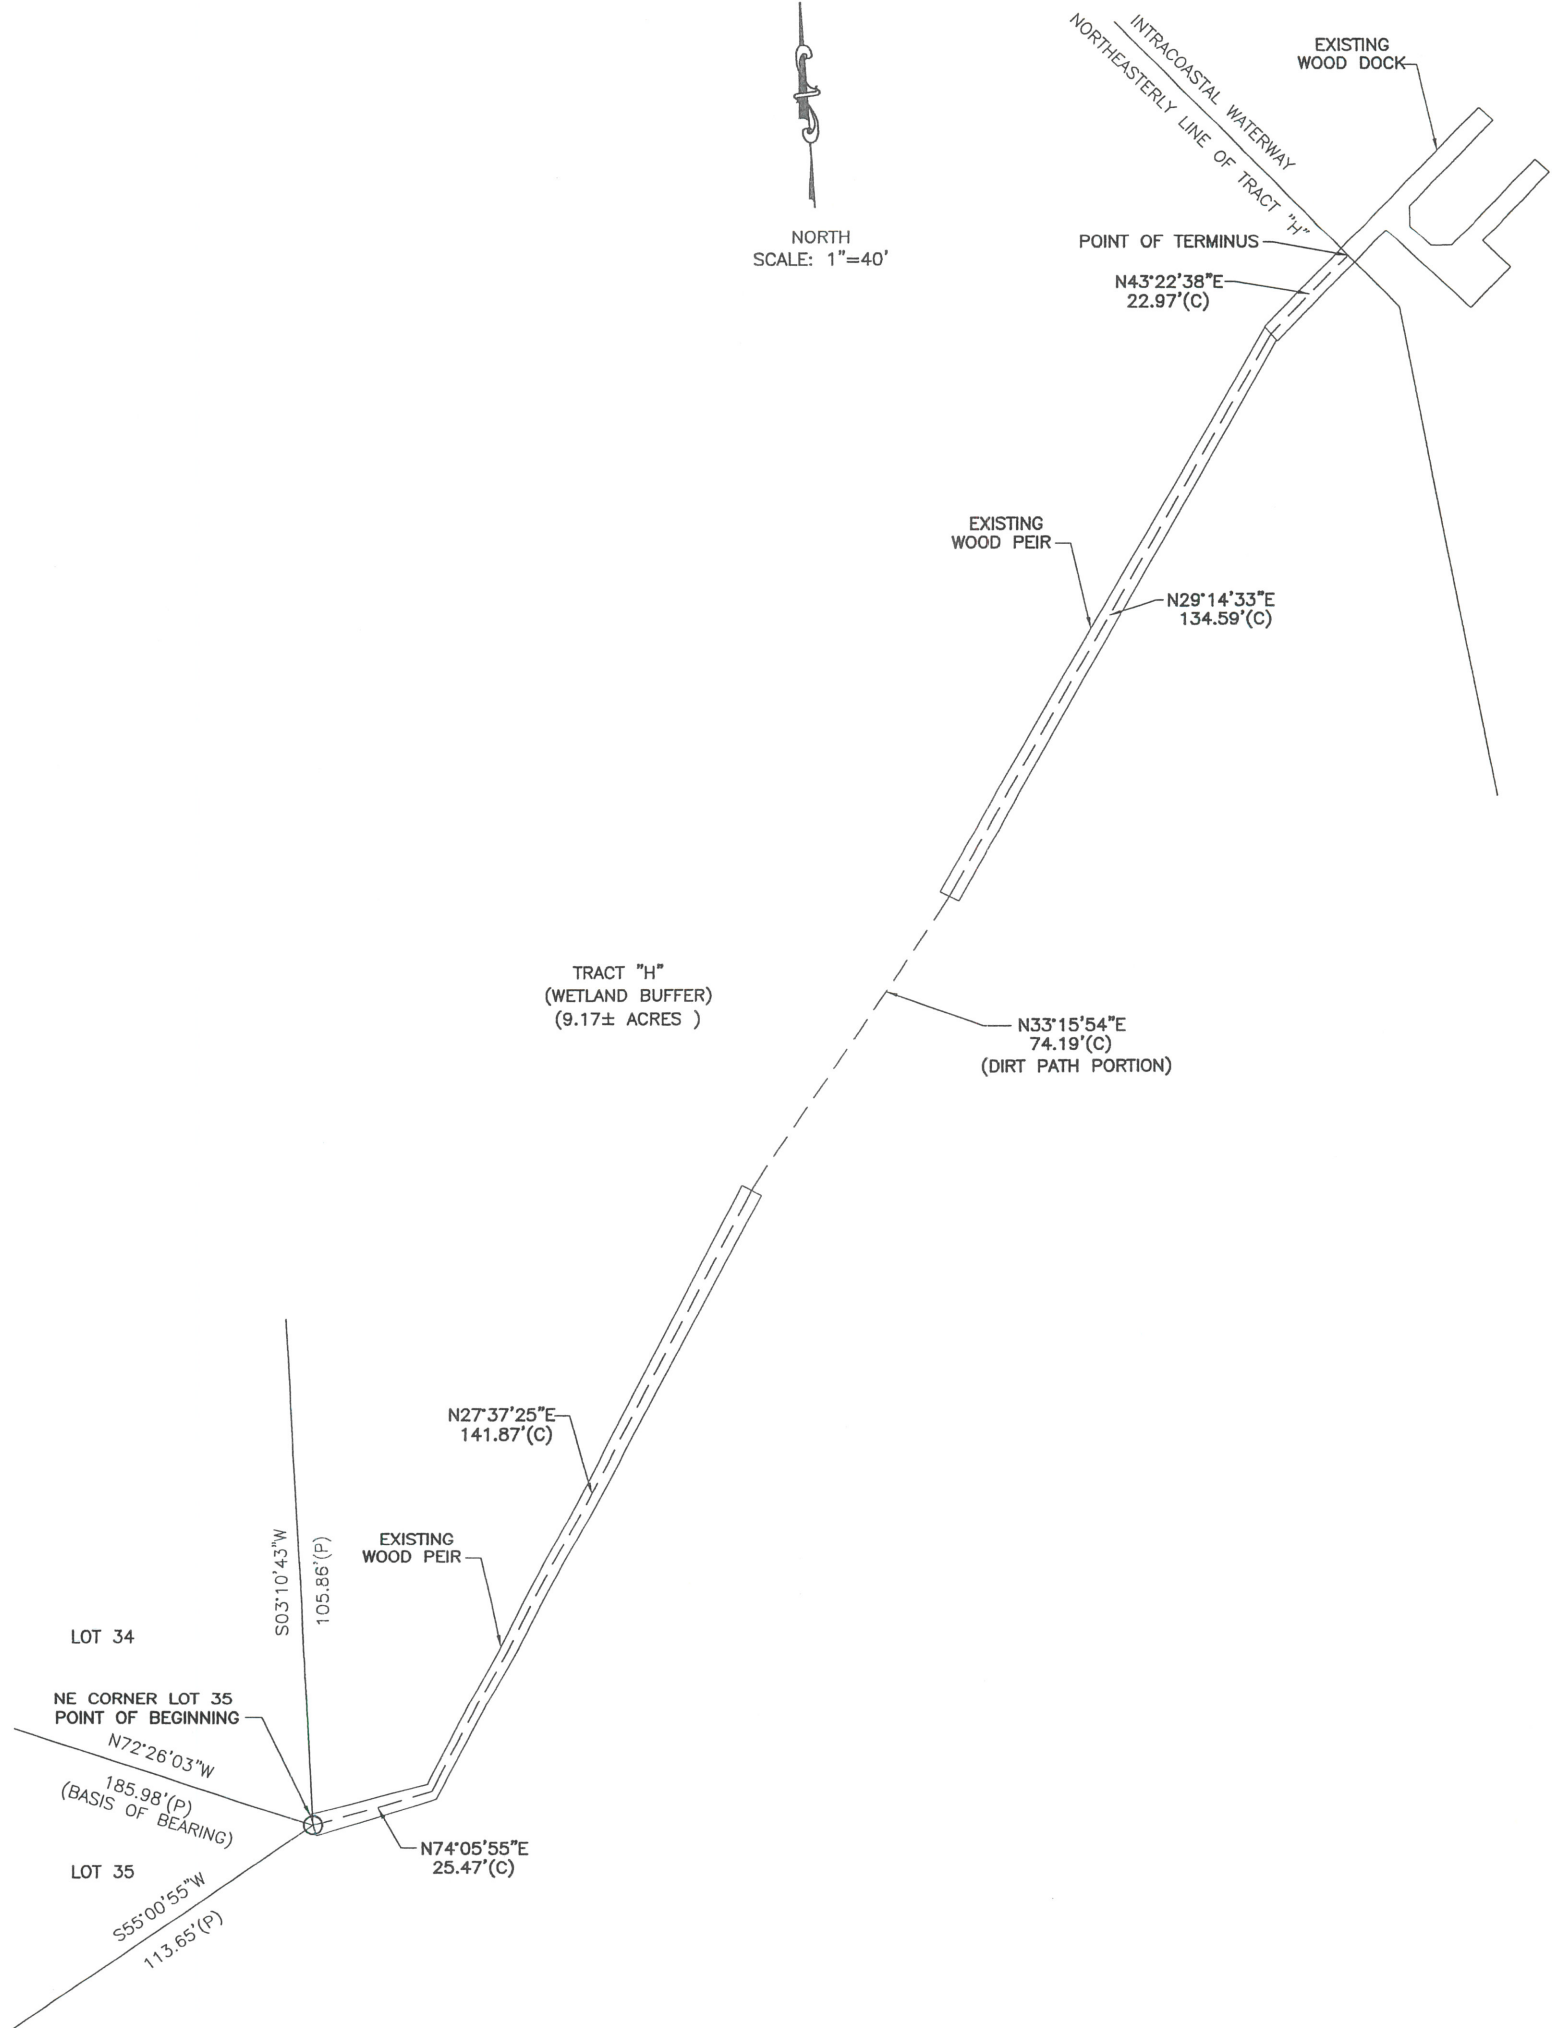 EXISTING
WOOD DOCK
INTRACOASTAL WATERWAY
NORTHEASTERLY LINE OF TRACT "H"
NORTH
SCALE: 1"=40'
POINT OF TERMINUS
N43°22'38"E
22.97'(C)
EXISTING
WOOD PEIR
N29°14'33"E
134.59'(C)
TRACT "H"
(WETLAND BUFFER)
(9.17± ACRES )
N33°15'54"E
74.19'(C)
(DIRT PATH PORTION)
N27°37'25"E
141.87'(C)
EXISTING
WOOD PEIR
S03°10'43"W
105.86'(P)
LOT 34
NE CORNER LOT 35
POINT OF BEGINNING
N72°26'03"W
185.98'(P)
(BASIS OF BEARING)
N74°05'55"E
25.47'(C)
LOT 35
S55°00'55"W
113.65'(P)